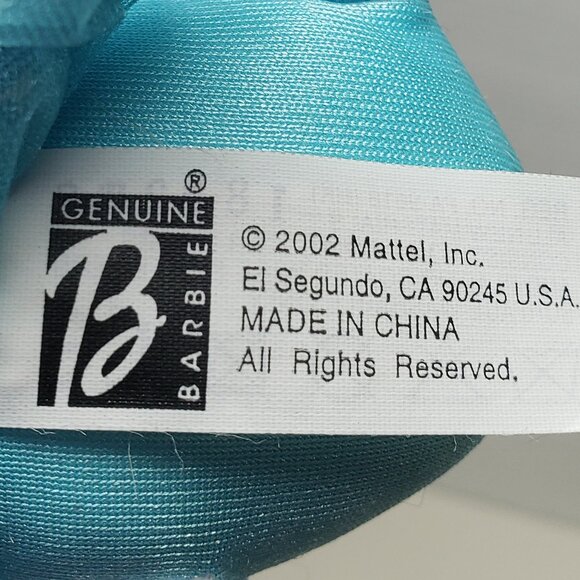 ®
GENUINE
B
BARBIE
© 2002 Mattel, Inc.
El Segundo, CA 90245 U.S.A.
MADE IN CHINA
All Rights Reserved.